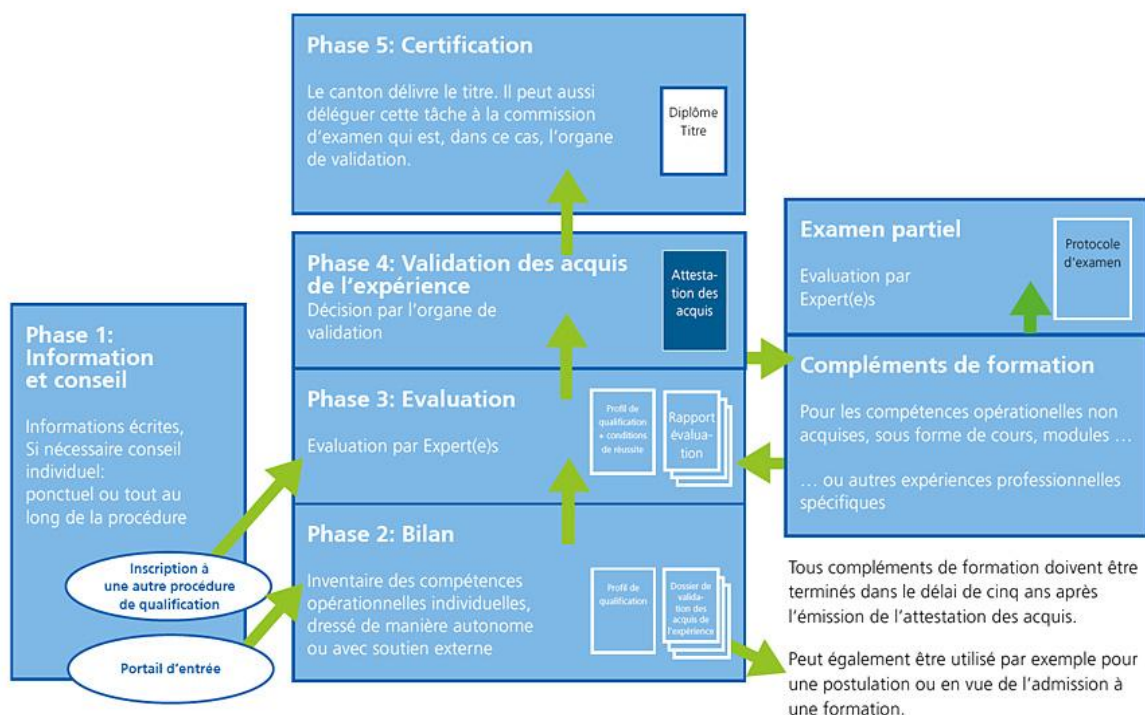 Phase 5: Certification
Le canton délivre le titre. Il peut aussi
déléguer cette tâche à la commission
d'examen qui est, dans ce cas, l'organe
de validation.
Diplôme
Titre
Phase 4: Validation des acquis
de l'expérience
Décision par l'organe de
validation
Attesta-
tion des
acquis
Examen partiel
Evaluation par
Expert(e)s
Protocole
d'examen
Phase 1:
Information
et conseil
Informations écrites,
Si nécessaire conseil
individuel:
ponctuel ou tout au
long de la procédure
Inscription à
une autre procédure
de qualification
Portail d'entrée
Phase 3: Evaluation
Evaluation par Expert(e)s
Profil de
qualification
+ conditions
de réussite
Rapport
évalua-
tion
Compléments de formation
Pour les compétences opérationelles non
acquises, sous forme de cours, modules ...
... ou autres expériences professionnelles
spécifiques
Phase 2: Bilan
Inventaire des compétences
opérationnelles individuelles,
dressé de manière autonome
ou avec soutien externe
Profil de
qualification
Dossier de
valida-
tion des
acquis de
l'expérience
Tous compléments de formation doivent être
terminés dans le délai de cinq ans après
l'émission de l'attestation des acquis.
Peut également être utilisé par exemple pour
une postulation ou en vue de l'admission à
une formation.